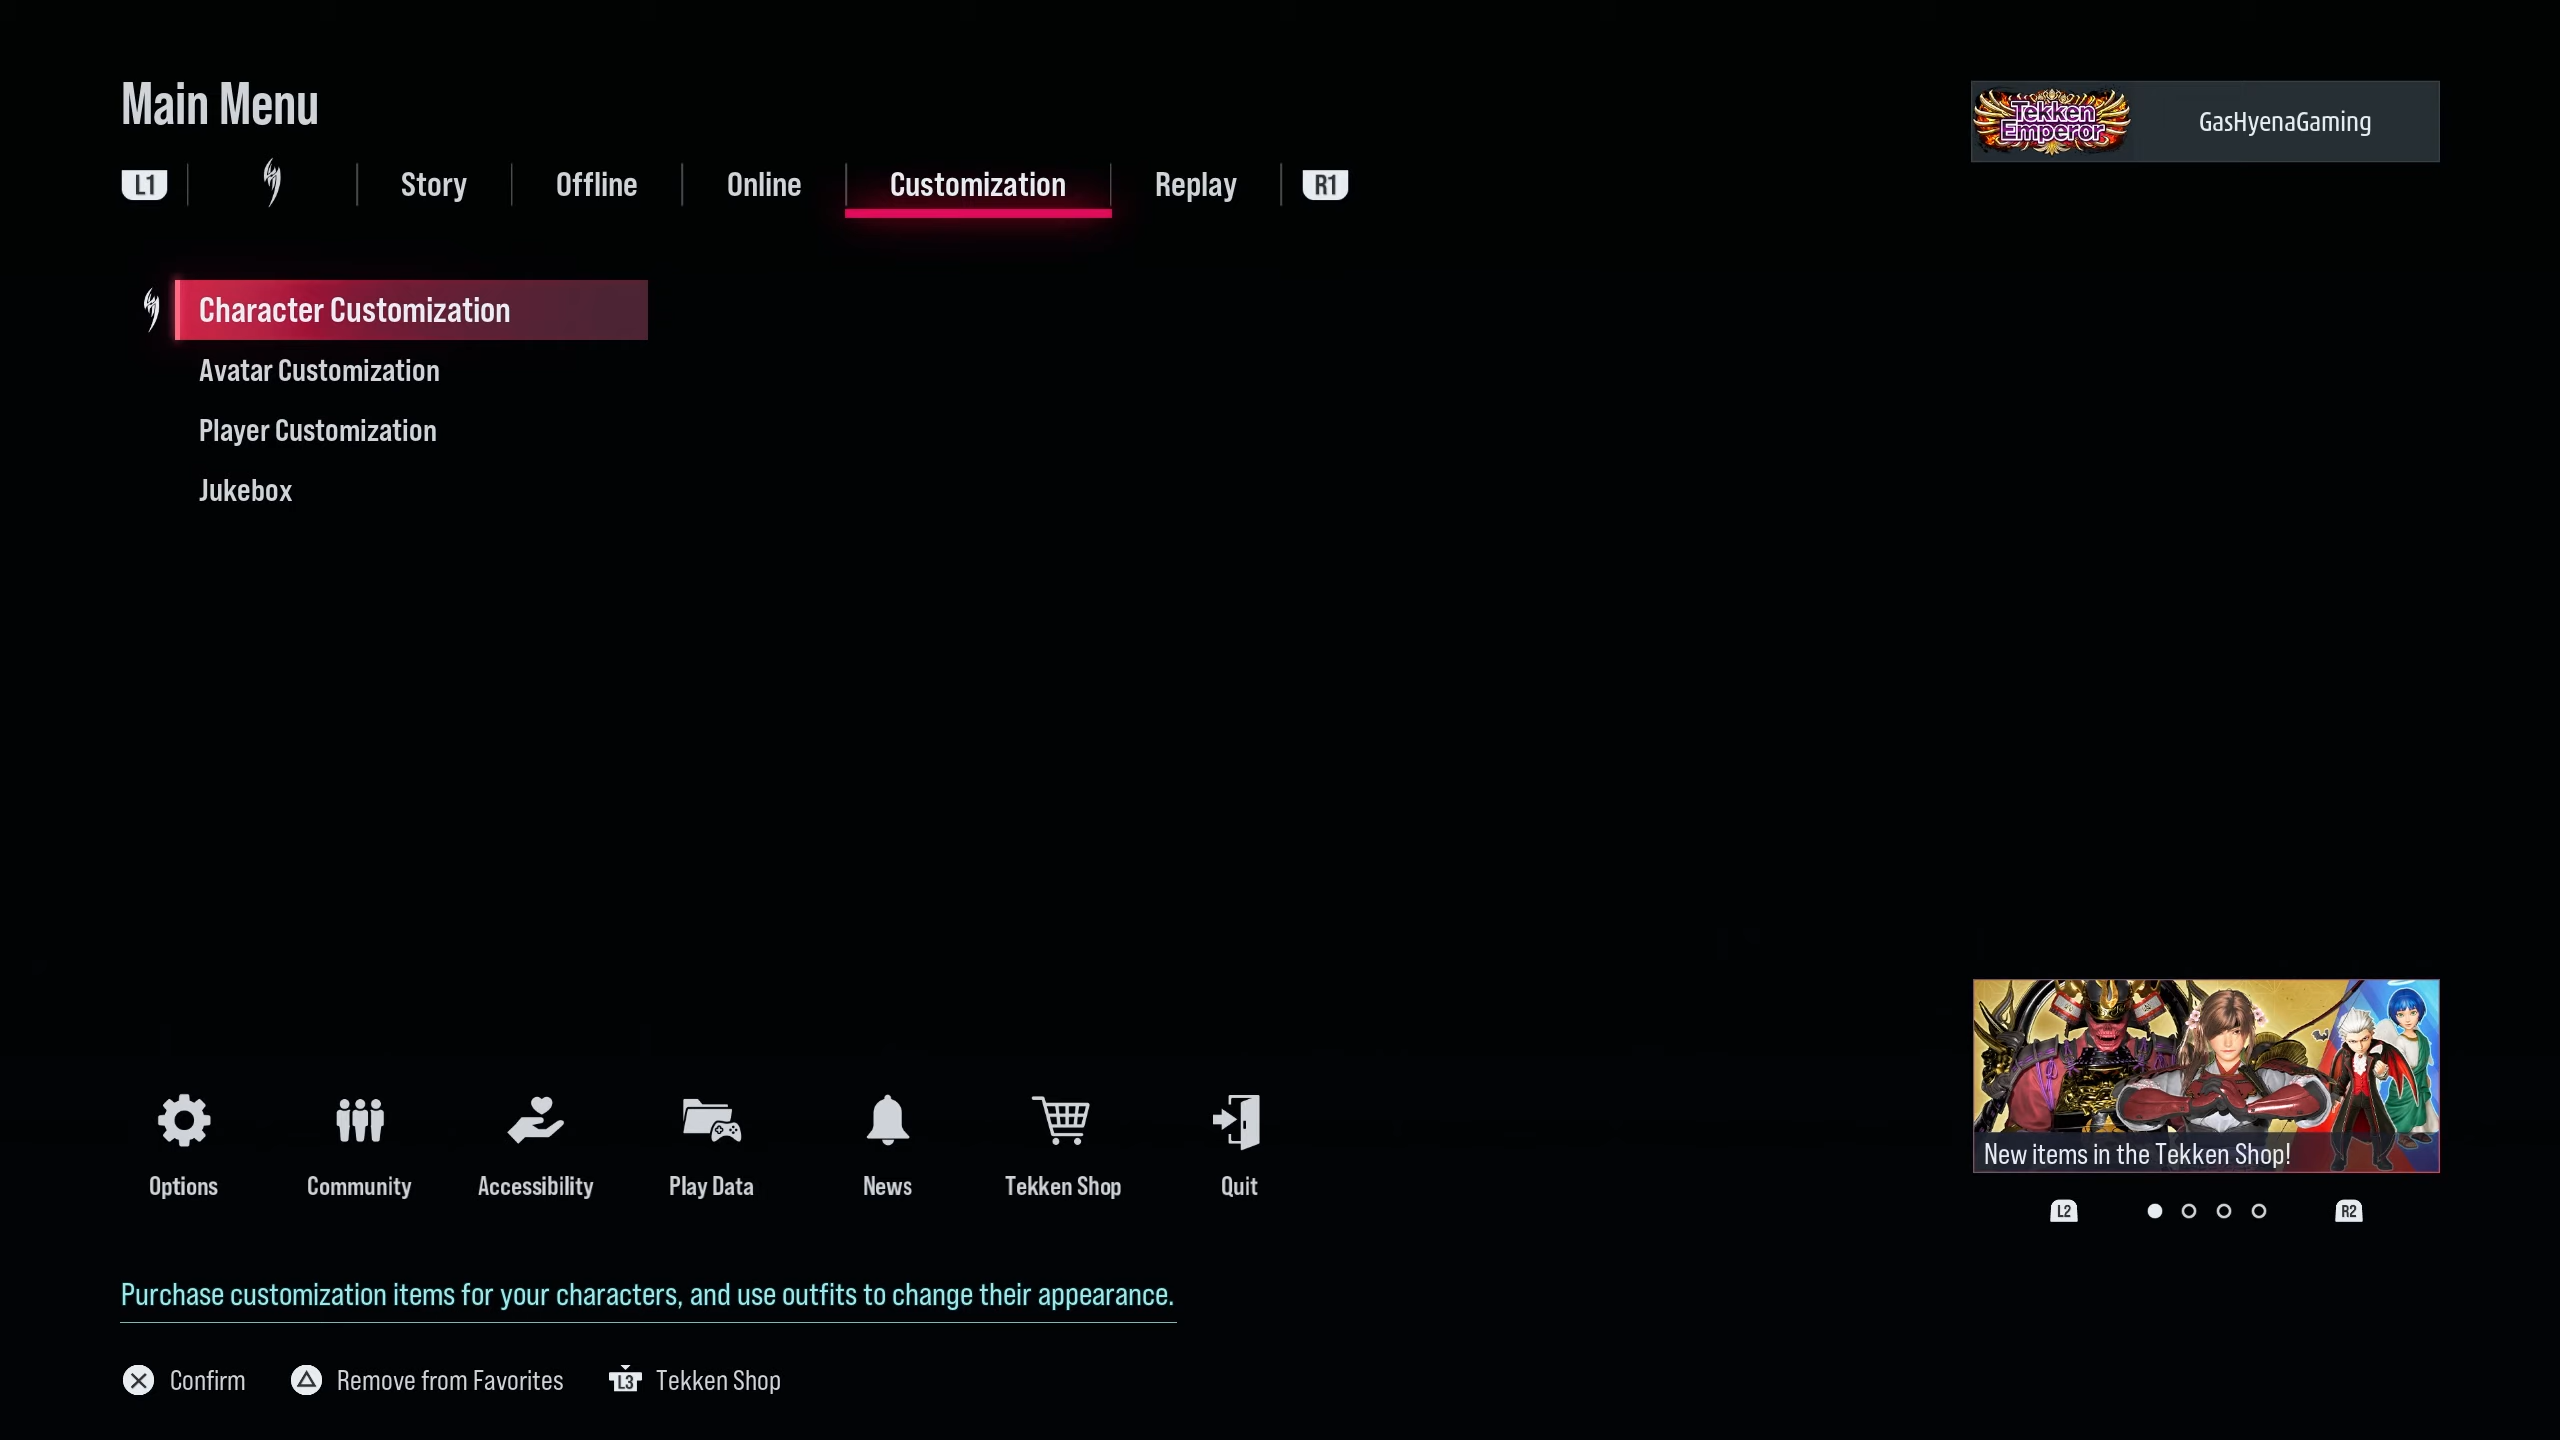 Main Menu
Tekken Emperor
GasHyenaGaming
L1 Story Offline Online Customization Replay R1
Character Customization
Avatar Customization
Player Customization
Jukebox
New items in the Tekken Shop!
Options Community Accessibility Play Data News Tekken Shop Quit
L2 R2
Purchase customization items for your characters, and use outfits to change their appearance.
Confirm Remove from Favorites L3 Tekken Shop